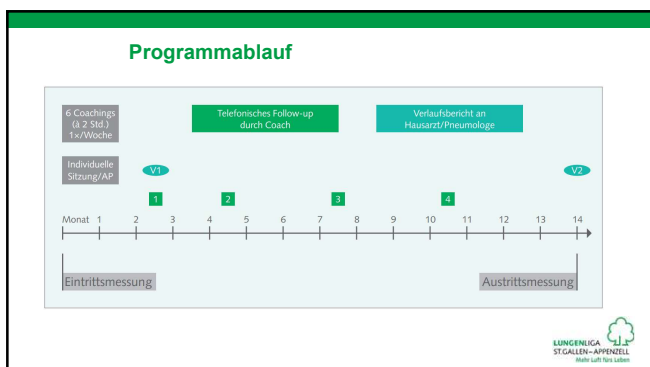 Programmablauf
6 Coachings
(à 2 Std.)
1×/Woche
Telefonisches Follow-up
durch Coach
Verlaufsbericht an
Hausarzt/Pneumologe
Individuelle
Sitzung/AP
V1
V2
1 2 3 4
Monat 1 2 3 4 5 6 7 8 9 10 11 12 13 14
Eintrittsmessung
Austrittsmessung
LUNGENLIGA
ST.GALLEN–APPENZELL
Mehr Luft fürs Leben